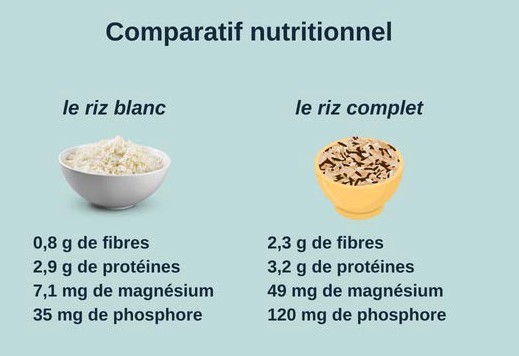 Comparatif nutritionnel
le riz blanc
0,8 g de fibres
2,9 g de protéines
7,1 mg de magnésium
35 mg de phosphore
le riz complet
2,3 g de fibres
3,2 g de protéines
49 mg de magnésium
120 mg de phosphore